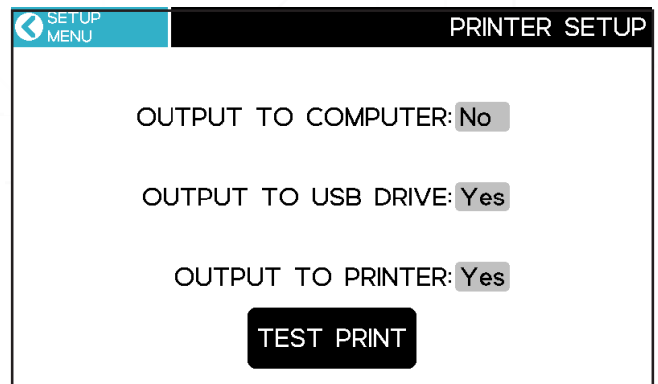 SETUP
MENU
PRINTER SETUP
OUTPUT TO COMPUTER: No
OUTPUT TO USB DRIVE: Yes
OUTPUT TO PRINTER: Yes
TEST PRINT